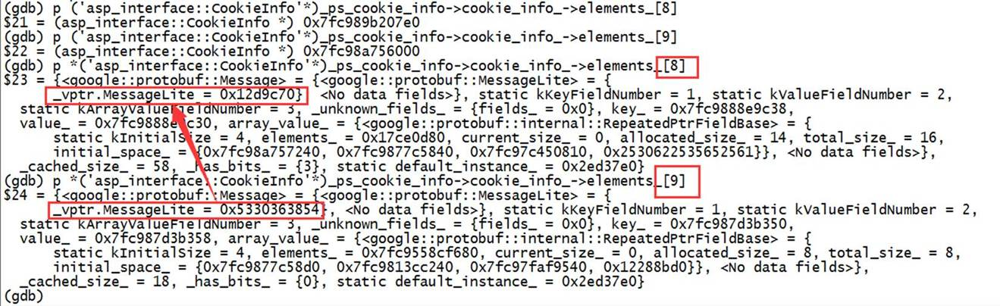 (gdb) p ('asp_interface::CookieInfo'*)_ps_cookie_info->cookie_info_->elements_[8]
$21 = (asp_interface::CookieInfo *) 0x7fc989b207e0
(gdb) p ('asp_interface::CookieInfo'*)_ps_cookie_info->cookie_info_->elements_[9]
$22 = (asp_interface::CookieInfo *) 0x7fc98a756000
(gdb) p *('asp_interface::CookieInfo'*)_ps_cookie_info->cookie_info_->elements_[8]
$23 = {<google::protobuf::Message> = {<google::protobuf::MessageLite> = {
_vptr.MessageLite = 0x12d9c70}, <No data fields>}, static kKeyFieldNumber = 1, static kValueFieldNumber = 2,
static kArrayValueFieldNumber = 3, _unknown_fields_ = {fields_ = 0x0}, key_ = 0x7fc9888e9c38,
value_ = 0x7fc9888e9c30, array_value_ = {<google::protobuf::internal::RepeatedPtrFieldBase> = {
static kInitialSize = 4, elements_ = 0x17ce0d80, current_size_ = 0, allocated_size_ = 14, total_size_ = 16,
initial_space_ = {0x7fc98a757240, 0x7fc9877c5840, 0x7fc97c450810, 0x2530622535652561}}, <No data fields>},
_cached_size_ = 58, _has_bits_ = {3}, static default_instance_ = 0x2ed37e0}
(gdb) p *('asp_interface::CookieInfo'*)_ps_cookie_info->cookie_info_->elements_[9]
$24 = {<google::protobuf::Message> = {<google::protobuf::MessageLite> = {
_vptr.MessageLite = 0x5330363854}, <No data fields>}, static kKeyFieldNumber = 1, static kValueFieldNumber = 2,
static kArrayValueFieldNumber = 3, _unknown_fields_ = {fields_ = 0x0}, key_ = 0x7fc987d3b350,
value_ = 0x7fc987d3b358, array_value_ = {<google::protobuf::internal::RepeatedPtrFieldBase> = {
static kInitialSize = 4, elements_ = 0x7fc9558cf680, current_size_ = 0, allocated_size_ = 8, total_size_ = 8,
initial_space_ = {0x7fc9877c58d0, 0x7fc9813cc240, 0x7fc97faf9540, 0x12288bd0}}, <No data fields>},
_cached_size_ = 18, _has_bits_ = {0}, static default_instance_ = 0x2ed37e0}
(gdb)